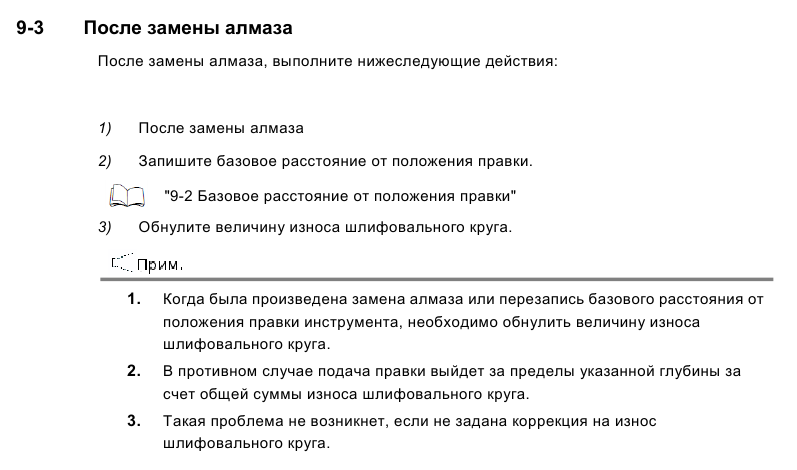 9-3 После замены алмаза
После замены алмаза, выполните нижеследующие действия:
1) После замены алмаза
2) Запишите базовое расстояние от положения правки.
"9-2 Базовое расстояние от положения правки"
3) Обнулите величину износа шлифовального круга.
Прим.
1. Когда была произведена замена алмаза или перезапись базового расстояния от
положения правки инструмента, необходимо обнулить величину износа
шлифовального круга.
2. В противном случае подача правки выйдет за пределы указанной глубины за
счет общей суммы износа шлифовального круга.
3. Такая проблема не возникнет, если не задана коррекция на износ
шлифовального круга.